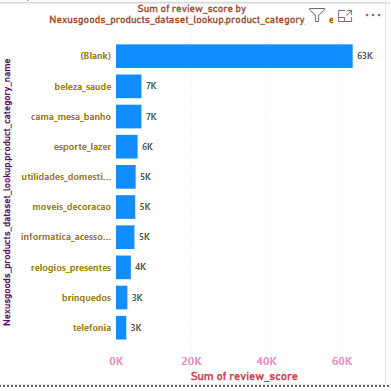 Sum of review_score by
Nexusgoods_products_dataset_lookup.product_category
e
Nexusgoods_products_dataset_lookup.product_category_name
(Blank) 63K
beleza_saude 7K
cama_mesa_banho 7K
esporte_lazer 6K
utilidades_domesti... 5K
moveis_decoracao 5K
informatica_acesso... 5K
relogios_presentes 4K
brinquedos 3K
telefonia 3K
0K 20K 40K 60K
Sum of review_score